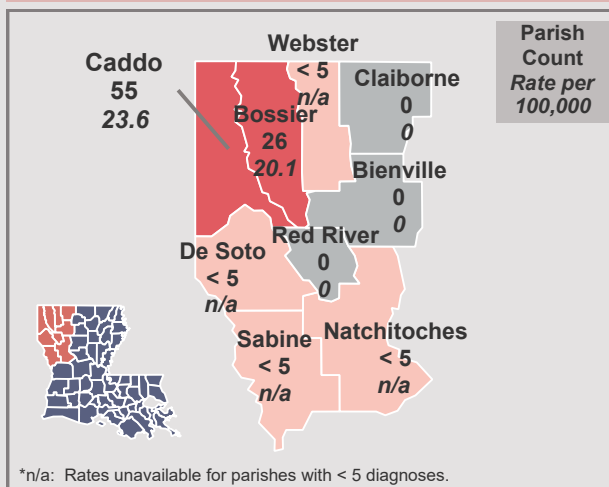 Parish
Count
Rate per
100,000
Webster
< 5
n/a
Caddo
55
23.6
Claiborne
0
0
Bossier
26
20.1
Bienville
0
0
Red River
0
0
De Soto
< 5
n/a
Sabine
< 5
n/a
Natchitoches
< 5
n/a
*n/a: Rates unavailable for parishes with < 5 diagnoses.